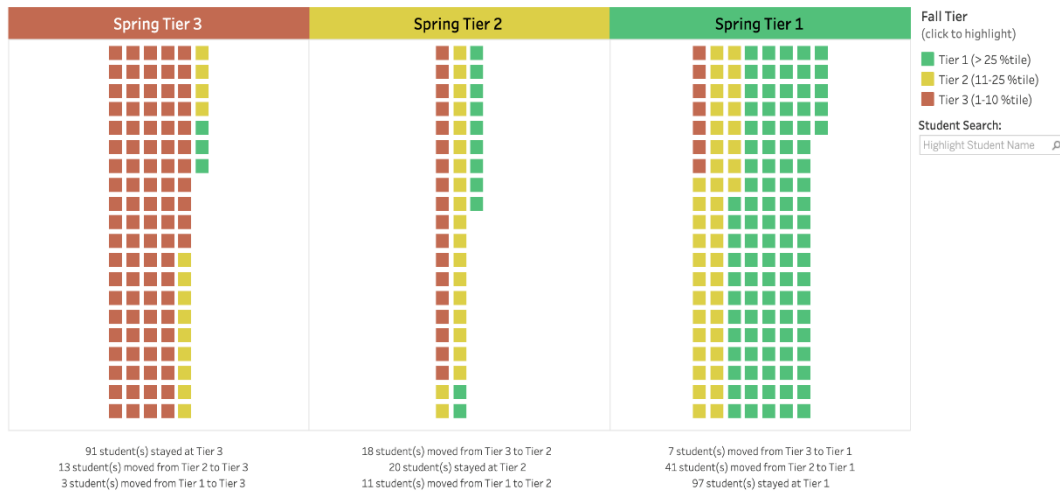 Spring Tier 3
Spring Tier 2
Spring Tier 1
Fall Tier
(click to highlight)
Tier 1 (> 25 %tile)
Tier 2 (11-25 %tile)
Tier 3 (1-10 %tile)
Student Search:
Highlight Student Name
91 student(s) stayed at Tier 3
13 student(s) moved from Tier 2 to Tier 3
3 student(s) moved from Tier 1 to Tier 3
18 student(s) moved from Tier 3 to Tier 2
20 student(s) stayed at Tier 2
11 student(s) moved from Tier 1 to Tier 2
7 student(s) moved from Tier 3 to Tier 1
41 student(s) moved from Tier 2 to Tier 1
97 student(s) stayed at Tier 1